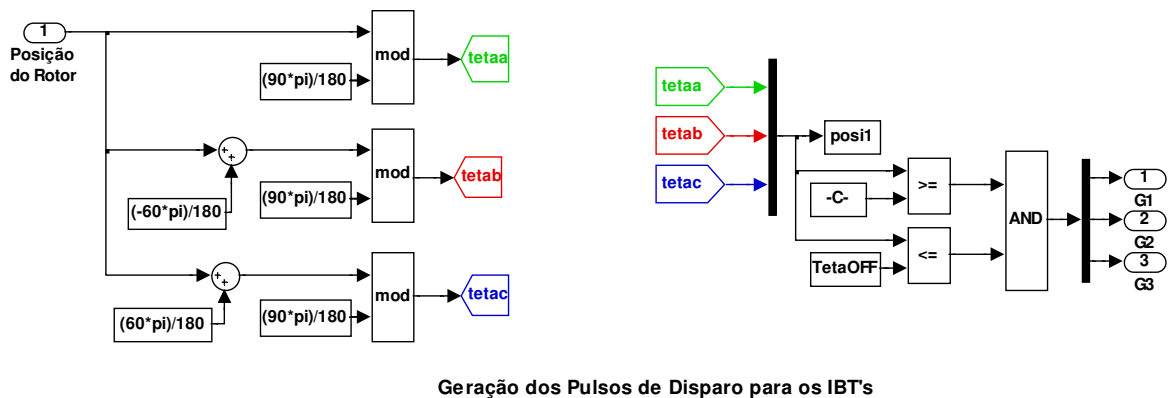 1
Posição
do Rotor
(90*pi)/180
mod
tetaa
+
+
(-60*pi)/180
(90*pi)/180
mod
tetab
+
+
(60*pi)/180
(90*pi)/180
mod
tetac
tetaa
tetab
tetac
posi1
-C-
>=
TetaOFF
<=
AND
1
G1
2
G2
3
G3
Geração dos Pulsos de Disparo para os IBT's